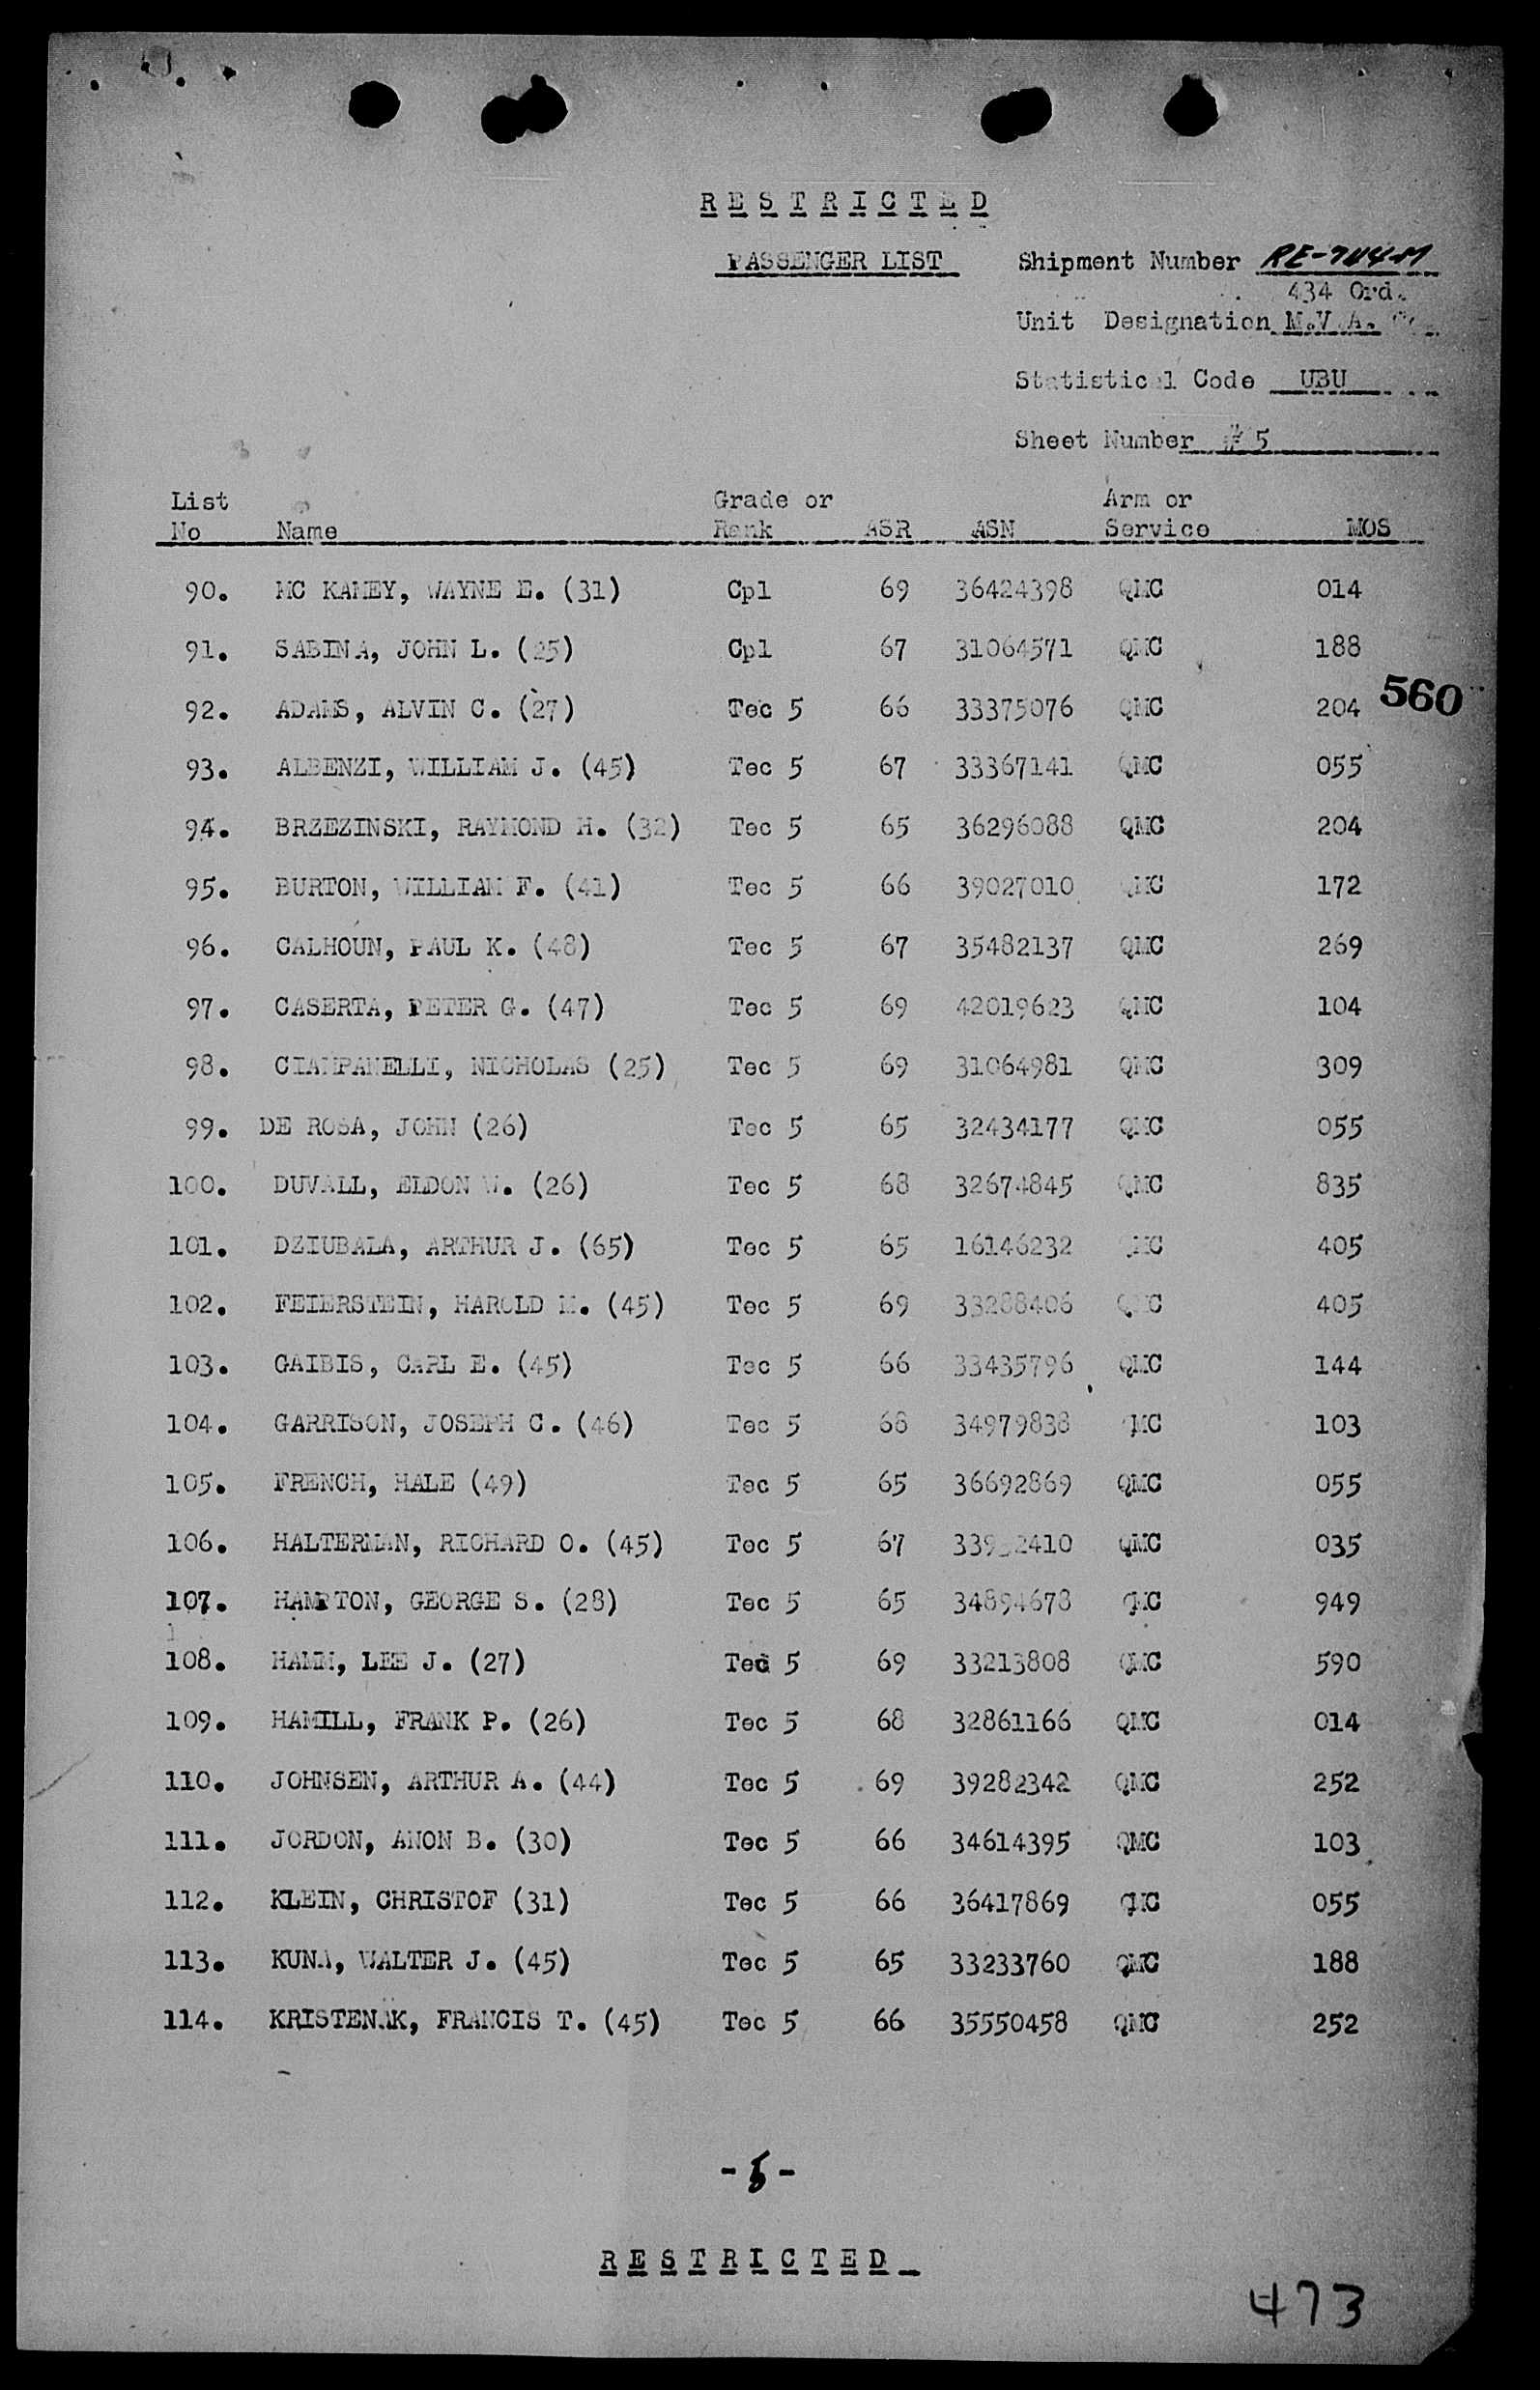 RESTRICTED
PASSENGER LIST Shipment Number RE-744-M
434 Ord.
Unit Designation M.V.A.
Statistical Code UBU
Sheet Number # 5
List Grade or Arm or
No Name Rank ASR ASN Service MOS
90. MC KAMEY, WAYNE E. (31) Cpl 69 36424398 QMC 014
91. SABINA, JOHN L. (25) Cpl 67 31064571 QMC 188
560
92. ADAMS, ALVIN C. (27) Tec 5 66 33375076 QMC 204
93. ALBENZI, WILLIAM J. (45) Tec 5 67 33367141 QMC 055
94. BRZEZINSKI, RAYMOND H. (32) Tec 5 65 36296088 QMC 204
95. BURTON, WILLIAM F. (41) Tec 5 66 39027010 QMC 172
96. CALHOUN, PAUL K. (48) Tec 5 67 35482137 QMC 269
97. CASERTA, PETER G. (47) Tec 5 69 42019623 QMC 104
98. CIAMPANELLI, NICHOLAS (25) Tec 5 69 31064981 QMC 309
99. DE ROSA, JOHN (26) Tec 5 65 32434177 QMC 055
100. DUVALL, ELDON W. (26) Tec 5 68 32674845 QMC 835
101. DZIUBALA, ARTHUR J. (65) Tec 5 65 16146232 QMC 405
102. FEIERSTEIN, HAROLD M. (45) Tec 5 69 33288406 QMC 405
103. GAIBIS, CARL E. (45) Tec 5 66 33435796 QMC 144
104. GARRISON, JOSEPH C. (46) Tec 5 68 34979838 QMC 103
105. FRENCH, HALE (49) Tec 5 65 36692869 QMC 055
106. HALTERMAN, RICHARD O. (45) Tec 5 67 QMC 035
107. HAMPTON, GEORGE S. (28) Tec 5 65 34894678 QMC 949
108. HAMM, LEE J. (27) Tec 5 69 33213808 QMC 590
109. HAMILL, FRANK P. (26) Tec 5 68 32861166 QMC 014
110. JOHNSEN, ARTHUR A. (44) Tec 5 69 39282342 QMC 252
111. JORDON, ANON B. (30) Tec 5 66 34614395 QMC 103
112. KLEIN, CHRISTOF (31) Tec 5 66 36417869 QMC 055
113. KUNA, WALTER J. (45) Tec 5 65 33233760 QMC 188
114. KRISTENAK, FRANCIS T. (45) Tec 5 66 35550458 QMC 252
-5-
RESTRICTED
473